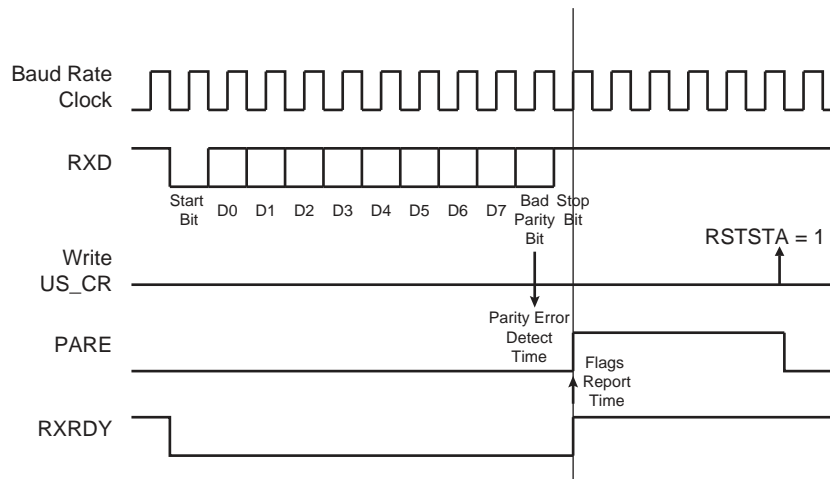 Baud Rate
Clock
RXD
Start
Bit
D0 D1 D2 D3 D4 D5 D6 D7
Bad
Parity
Bit
Stop
Bit
RSTSTA = 1
Write
US_CR
Parity Error
Detect
Time
PARE
Flags
Report
Time
RXRDY